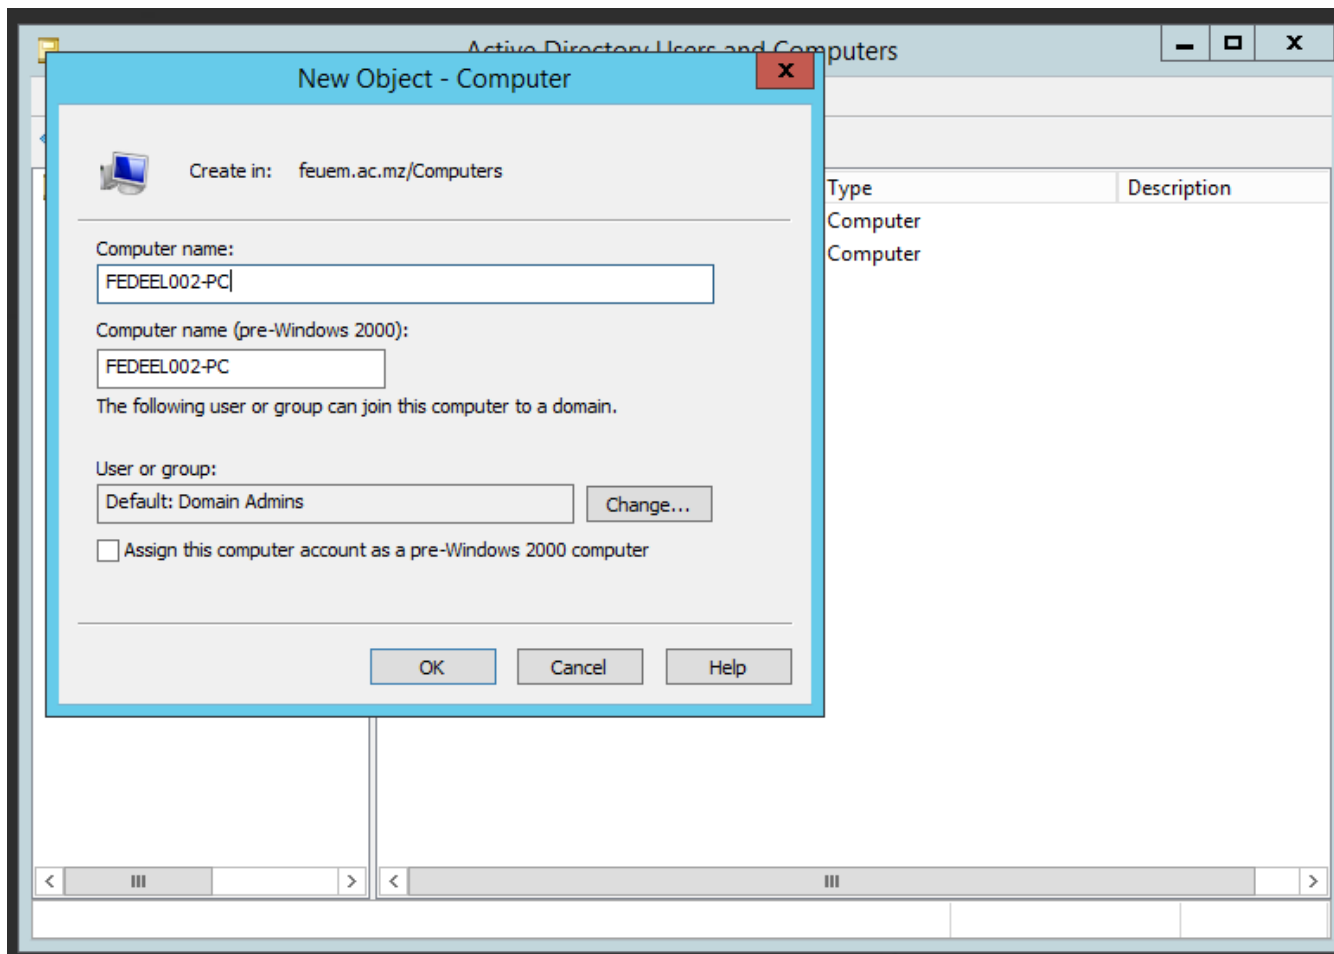 Active Directory Users and Computers
New Object - Computer
Create in: feuem.ac.mz/Computers
Type Description
Computer
Computer
Computer name:
FEDEEL002-PC
Computer name (pre-Windows 2000):
FEDEEL002-PC
The following user or group can join this computer to a domain.
User or group:
Default: Domain Admins Change...
Assign this computer account as a pre-Windows 2000 computer
OK Cancel Help